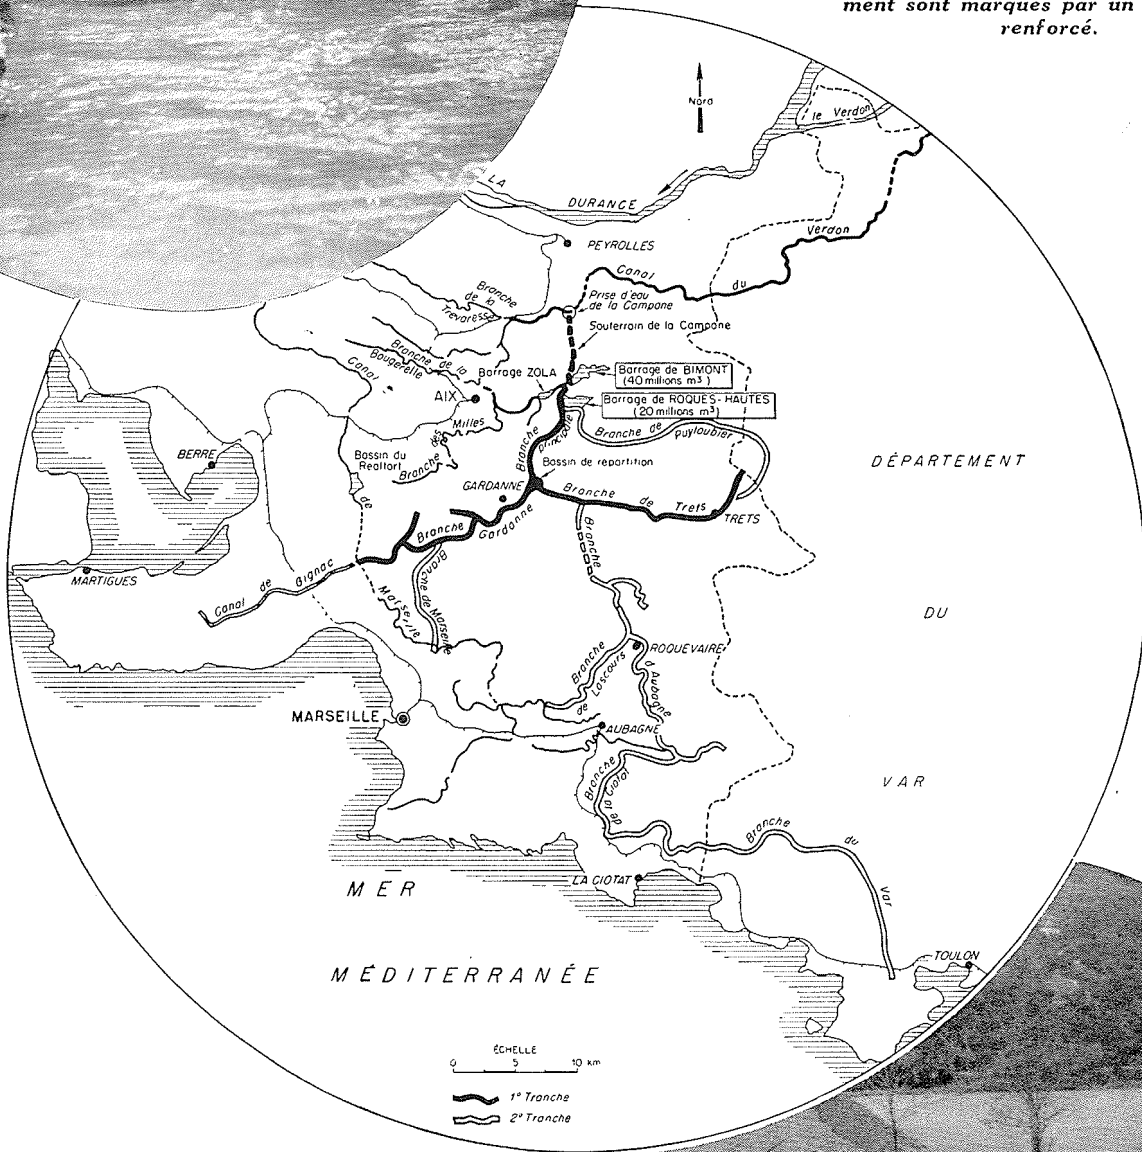 ment sont marqués par un
renforcé.
Nord
le Verdon
LA
DURANCE
PEYROLLES
Verdon
Canal
du
Branche
de la
Trévaresse
Prise d'eau
de la Campane
Souterrain de la Campane
Branche de la
Bougerelle
Canal
Barrage ZOLA
Barrage de BIMONT
(40 millions m³)
AIX
Barrage de ROQUES-HAUTES
(20 millions m³)
Milles
des
Branche
Branche principale
Branche de Puyloubier
BERRE
Bassin du
Réaltort
Bassin de répartition
DÉPARTEMENT
GARDANNE
de
Branche de Trets
TRETS
Branche
Gardanne
Branche
MARTIGUES
Canal de Gignac
Marseille
de Marseille
DU
Branche
de Lascours
ROQUEVAIRE
d'Aubagne
MARSEILLE
AUBAGNE
Branche
de la Ciotat
VAR
Branche du Var
MER
LA CIOTAT
TOULON
MÉDITERRANÉE
ÉCHELLE
0 5 10 km
1° Tranche
2° Tranche